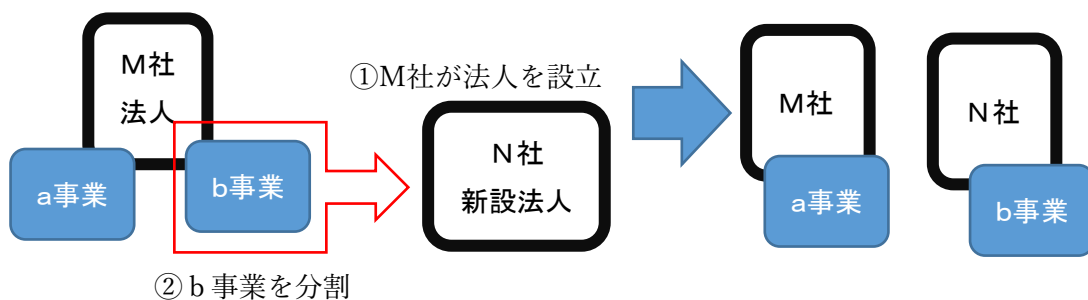 M社
法人
a事業
b事業
①M社が法人を設立
N社
新設法人
②b事業を分割
M社
a事業
N社
b事業